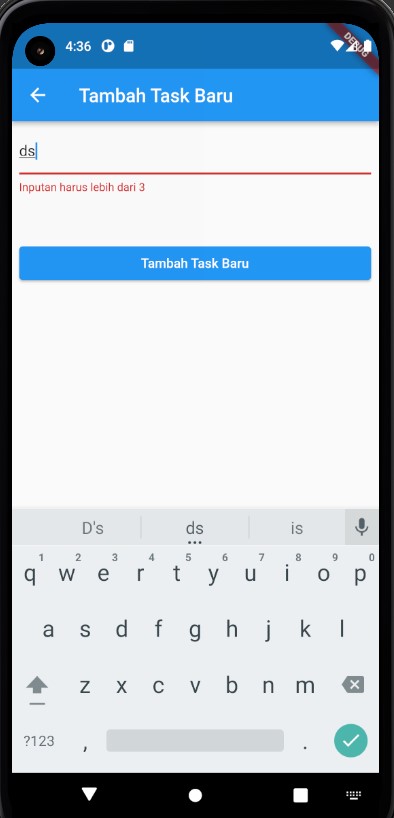 4:36
DEBUG
Tambah Task Baru
ds
Inputan harus lebih dari 3
Tambah Task Baru
D's ds is
1 2 3 4 5 6 7 8 9 0
q w e r t y u i o p
a s d f g h j k l
z x c v b n m
?123 , .